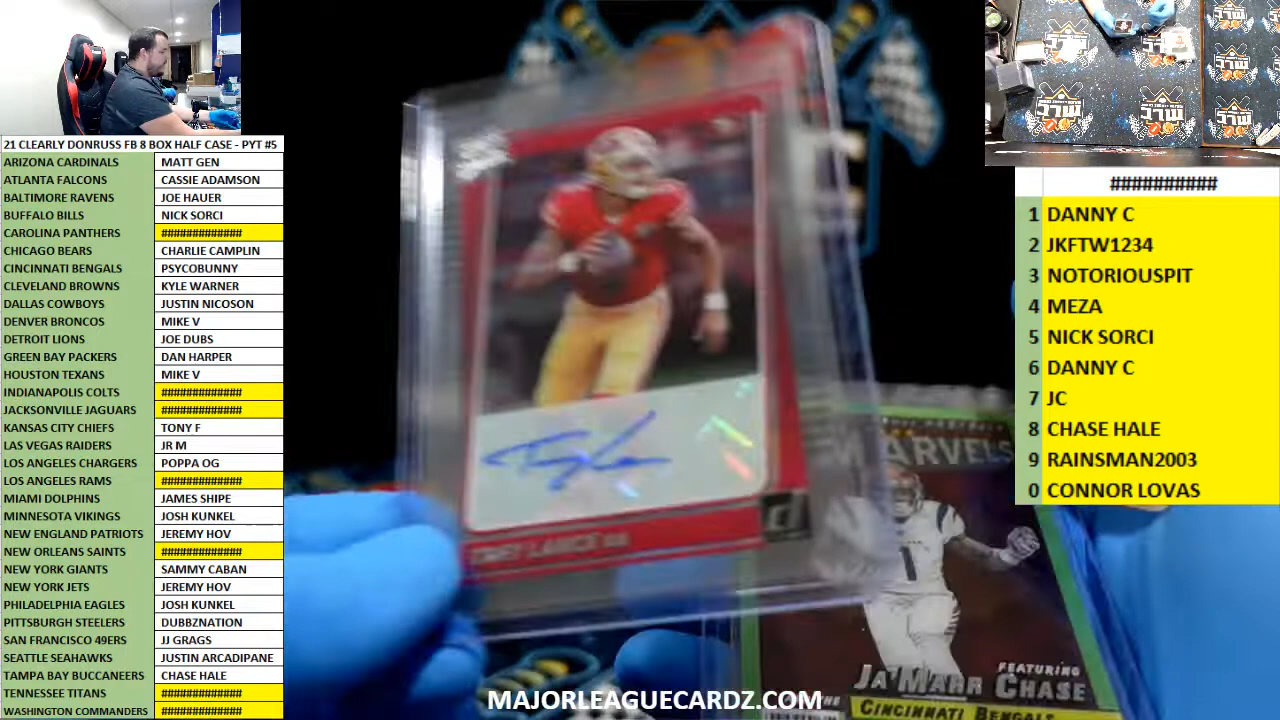 21 CLEARLY DONRUSS FB 8 BOX HALF CASE - PYT #5
ARIZONA CARDINALS MATT GEN
ATLANTA FALCONS CASSIE ADAMSON
BALTIMORE RAVENS JOE HAUER
BUFFALO BILLS NICK SORCI
CAROLINA PANTHERS #############
CHICAGO BEARS CHARLIE CAMPLIN
CINCINNATI BENGALS PSYCOBUNNY
CLEVELAND BROWNS KYLE WARNER
DALLAS COWBOYS JUSTIN NICOSON
DENVER BRONCOS MIKE V
DETROIT LIONS JOE DUBS
GREEN BAY PACKERS DAN HARPER
HOUSTON TEXANS MIKE V
INDIANAPOLIS COLTS #############
JACKSONVILLE JAGUARS #############
KANSAS CITY CHIEFS TONY F
LAS VEGAS RAIDERS JR M
LOS ANGELES CHARGERS POPPA OG
LOS ANGELES RAMS #############
MIAMI DOLPHINS JAMES SHIPE
MINNESOTA VIKINGS JOSH KUNKEL
NEW ENGLAND PATRIOTS JEREMY HOV
NEW ORLEANS SAINTS #############
NEW YORK GIANTS SAMMY CABAN
NEW YORK JETS JEREMY HOV
PHILADELPHIA EAGLES JOSH KUNKEL
PITTSBURGH STEELERS DUBBZNATION
SAN FRANCISCO 49ERS JJ GRAGS
SEATTLE SEAHAWKS JUSTIN ARCADIPANE
TAMPA BAY BUCCANEERS CHASE HALE
TENNESSEE TITANS #############
WASHINGTON COMMANDERS #############
TREY LANCE QB
MARVELS
1
FEATURING
JA'MARR CHASE
CINCINNATI BENGALS
MAJORLEAGUECARDZ.COM
MLC
##########
1 DANNY C
2 JKFTW1234
3 NOTORIOUSPIT
4 MEZA
5 NICK SORCI
6 DANNY C
7 JC
8 CHASE HALE
9 RAINSMAN2003
0 CONNOR LOVAS